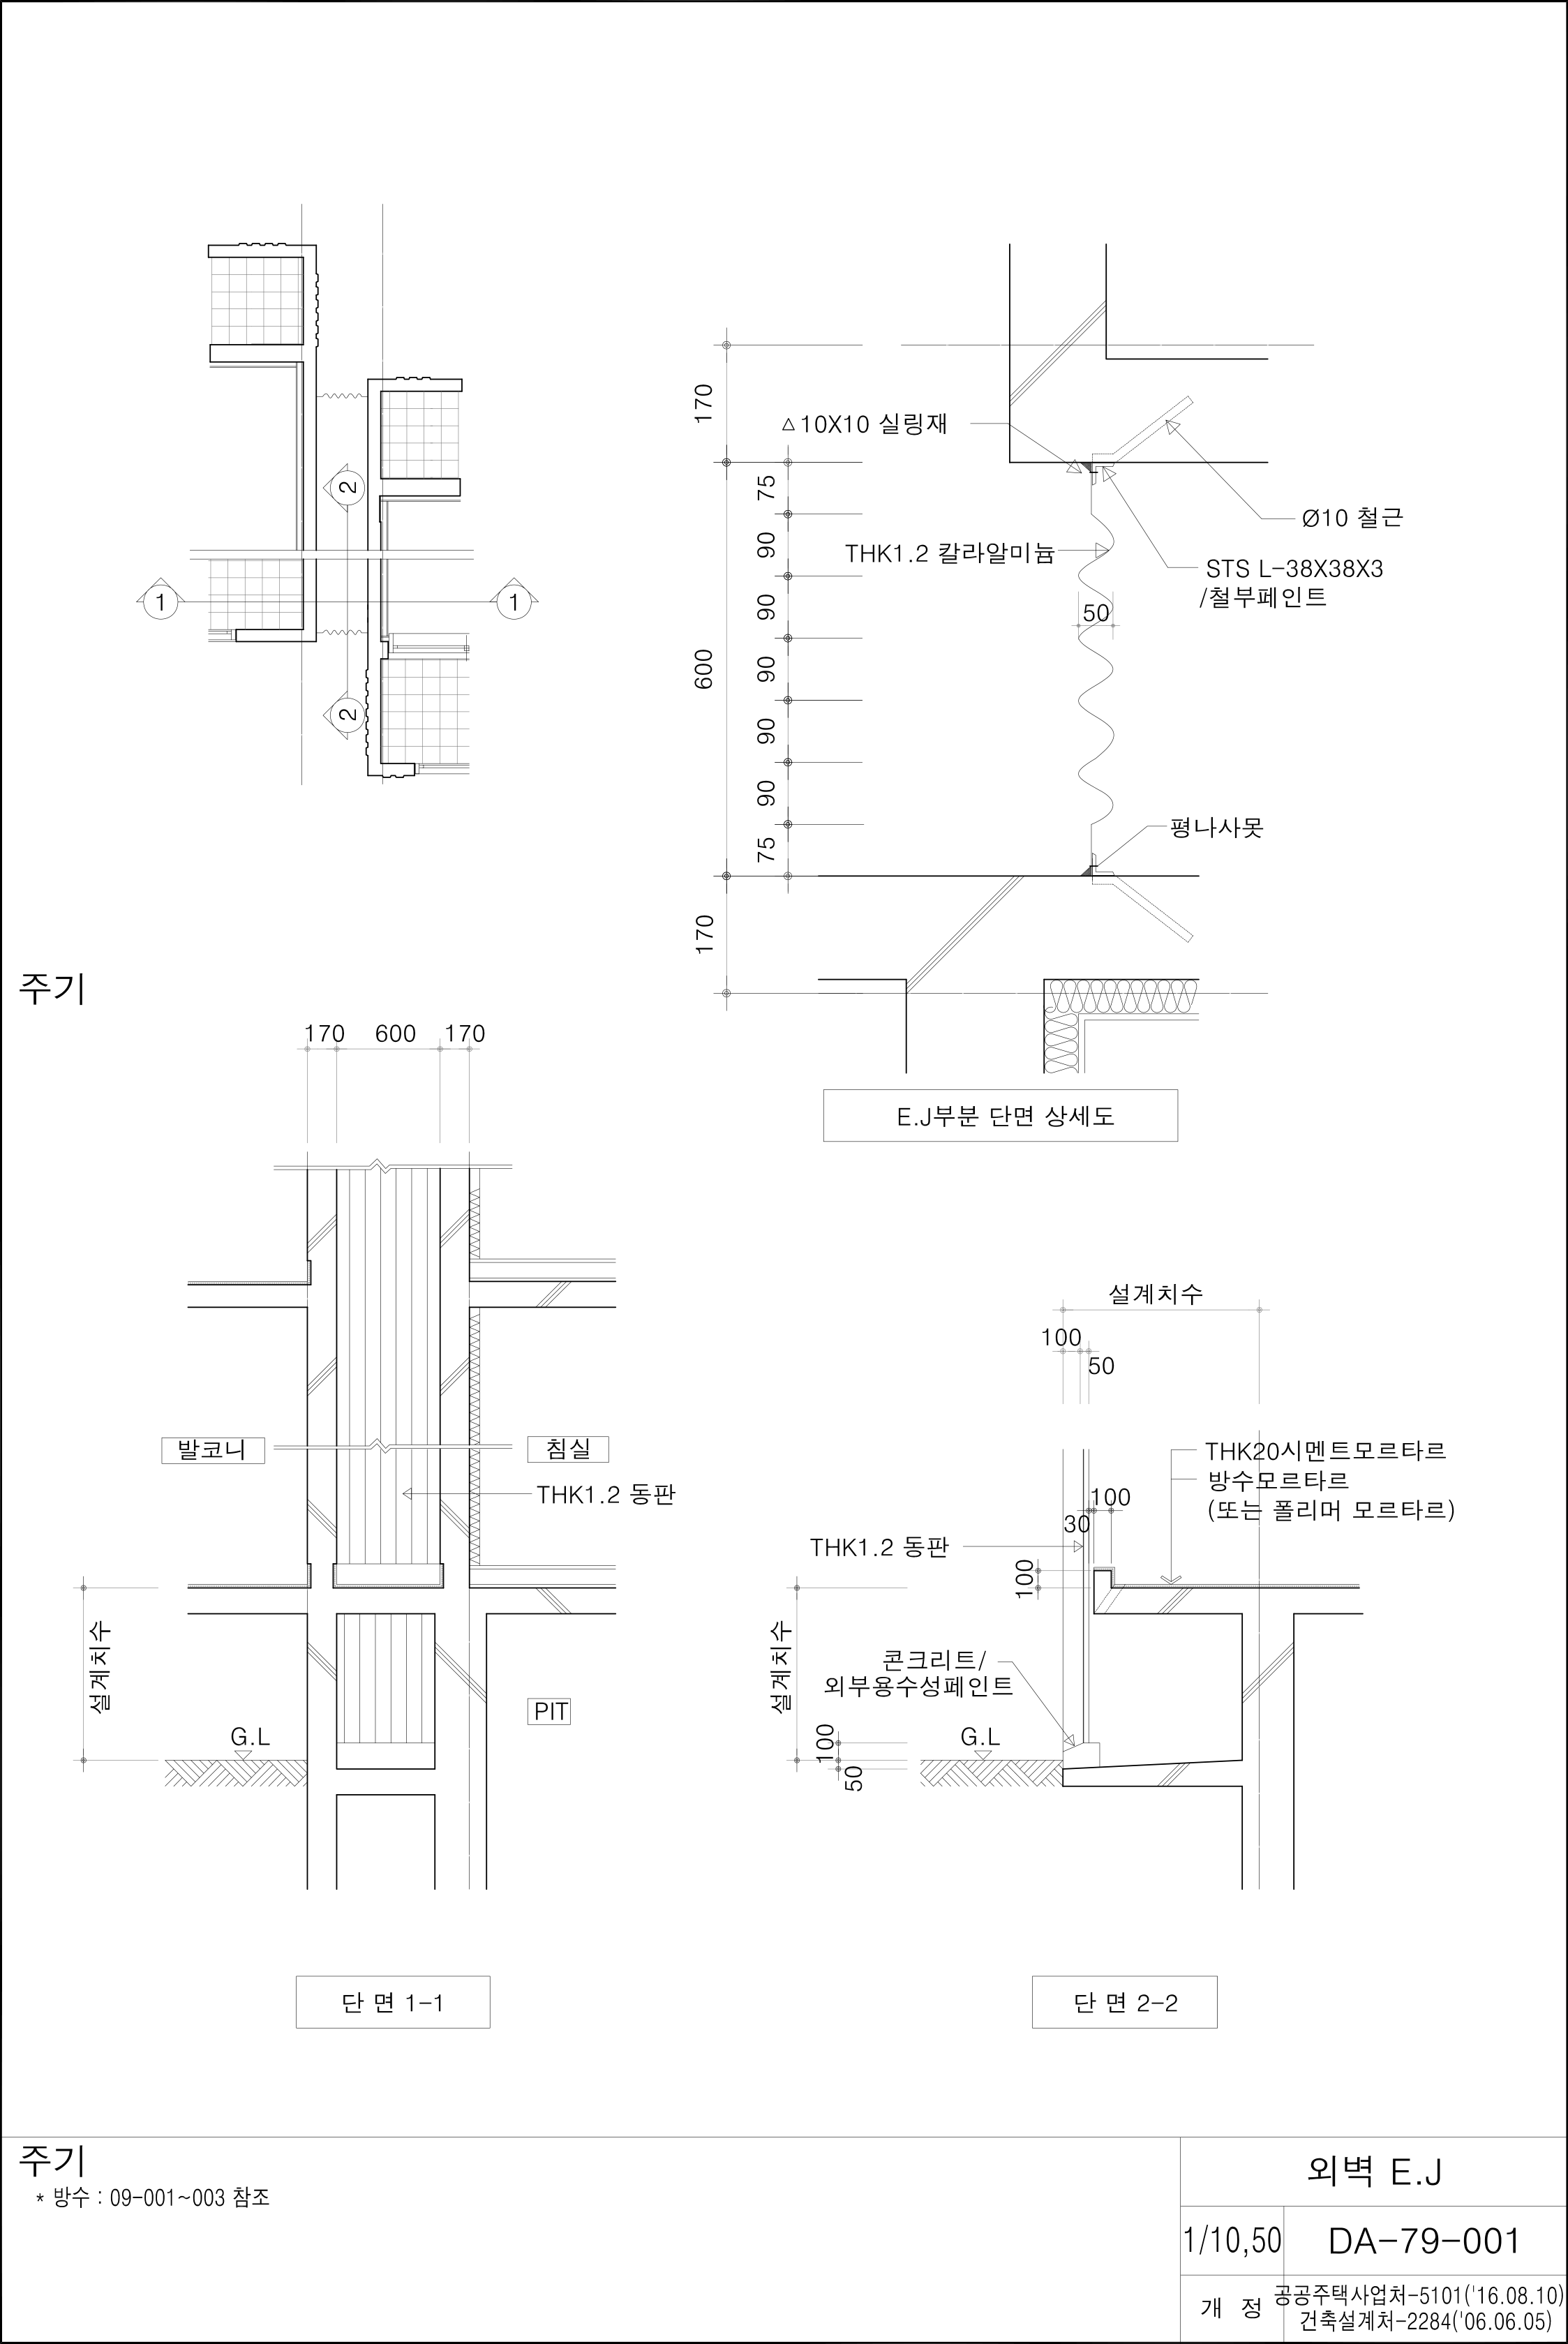 170
△10X10 실링재
75
Ø10 철근
90
THK1.2 칼라알미늄
STS L-38X38X3
/철부페인트
90
50
600
90
90
90
평나사못
75
170
1
1
2
2
주기
E.J부분 단면 상세도
170 600 170
발코니
침실
THK1.2 동판
설계치수
G.L
PIT
단 면 1-1
설계치수
100
50
THK20시멘트모르타르
방수모르타르
(또는 폴리머 모르타르)
100
30
THK1.2 동판
100
설계치수
콘크리트/
외부용수성페인트
G.L
100
50
단 면 2-2
주기
* 방수 : 09-001~003 참조
외벽 E.J
1/10,50
DA-79-001
개 정
공공주택사업처-5101('16.08.10)
건축설계처-2284('06.06.05)